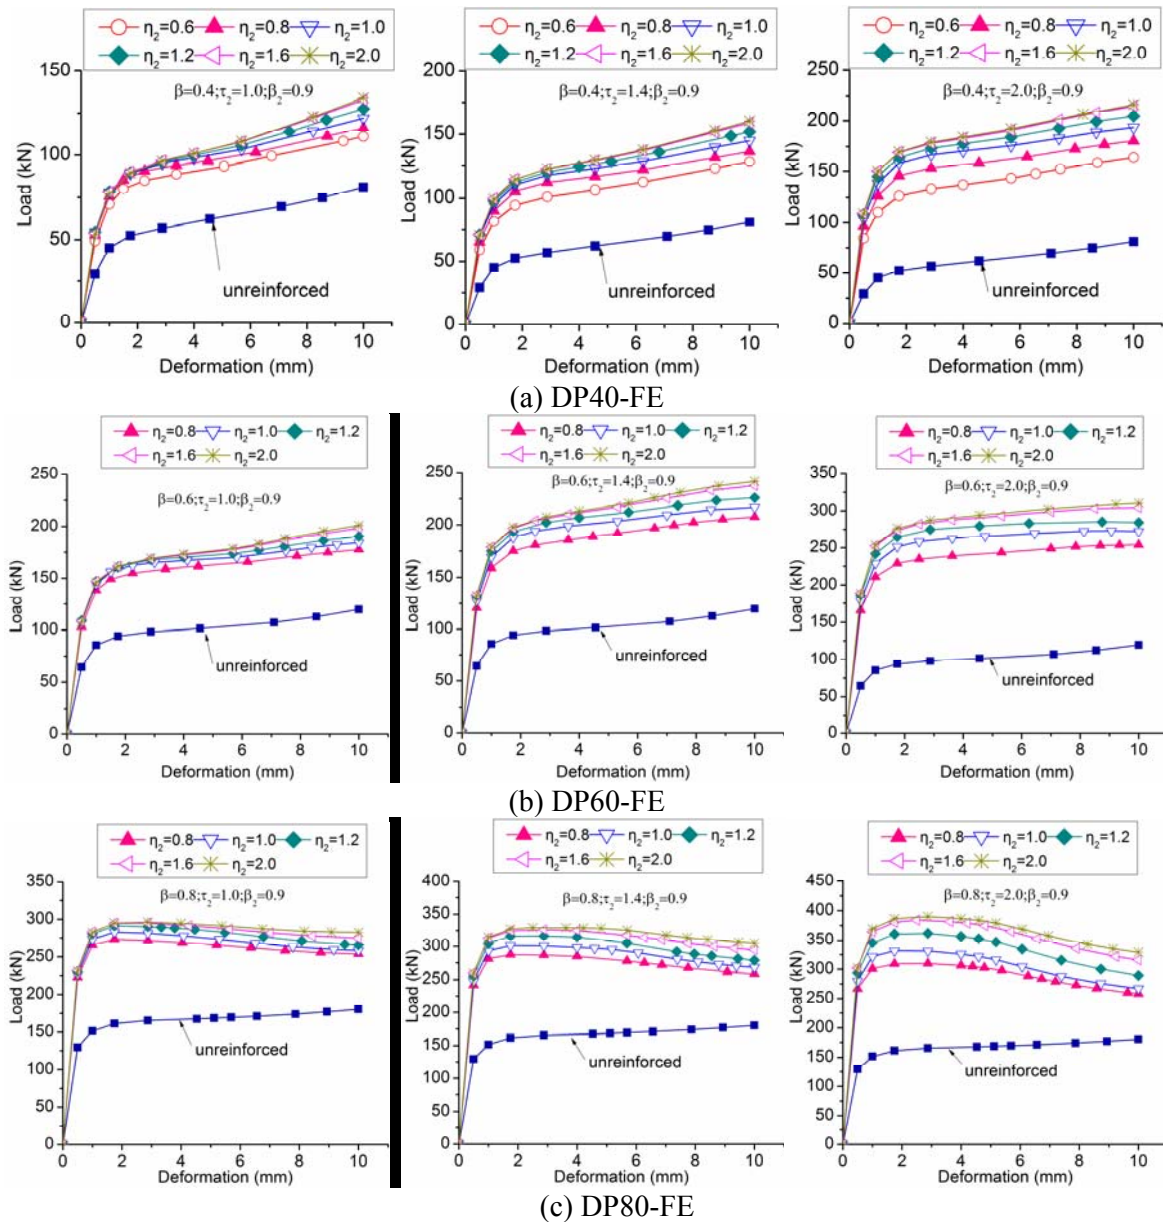 η2=0.6 η2=0.8 η2=1.0
η2=1.2 η2=1.6 η2=2.0
β=0.4;τ2=1.0;β2=0.9
150
100
50
0
Load (kN)
unreinforced
0 2 4 6 8 10
Deformation (mm)
η2=0.6 η2=0.8 η2=1.0
η2=1.2 η2=1.6 η2=2.0
β=0.4;τ2=1.4;β2=0.9
200
150
100
50
0
Load (kN)
unreinforced
0 2 4 6 8 10
Deformation (mm)
η2=0.6 η2=0.8 η2=1.0
η2=1.2 η2=1.6 η2=2.0
β=0.4;τ2=2.0;β2=0.9
250
200
150
100
50
0
Load (kN)
unreinforced
0 2 4 6 8 10
Deformation (mm)
(a) DP40-FE
η2=0.8 η2=1.0 η2=1.2
η2=1.6 η2=2.0
β=0.6;τ2=1.0;β2=0.9
250
200
150
100
50
0
Load (kN)
unreinforced
0 2 4 6 8 10
Deformation (mm)
η2=0.8 η2=1.0 η2=1.2
η2=1.6 η2=2.0
β=0.6;τ2=1.4;β2=0.9
250
200
150
100
50
0
Load (kN)
unreinforced
0 2 4 6 8 10
Deformation (mm)
η2=0.8 η2=1.0 η2=1.2
η2=1.6 η2=2.0
β=0.6;τ2=2.0;β2=0.9
350
300
250
200
150
100
50
0
Load (kN)
unreinforced
0 2 4 6 8 10
Deformation (mm)
(b) DP60-FE
η2=0.8 η2=1.0 η2=1.2
η2=1.6 η2=2.0
β=0.8;τ2=1.0;β2=0.9
350
300
250
200
150
100
50
0
Load (kN)
unreinforced
0 2 4 6 8 10
Deformation (mm)
η2=0.8 η2=1.0 η2=1.2
η2=1.6 η2=2.0
β=0.8;τ2=1.4;β2=0.9
400
350
300
250
200
150
100
50
0
Load (kN)
unreinforced
0 2 4 6 8 10
Deformation (mm)
η2=0.8 η2=1.0 η2=1.2
η2=1.6 η2=2.0
β=0.8;τ2=2.0;β2=0.9
450
400
350
300
250
200
150
100
50
0
Load (kN)
unreinforced
0 2 4 6 8 10
Deformation (mm)
(c) DP80-FE